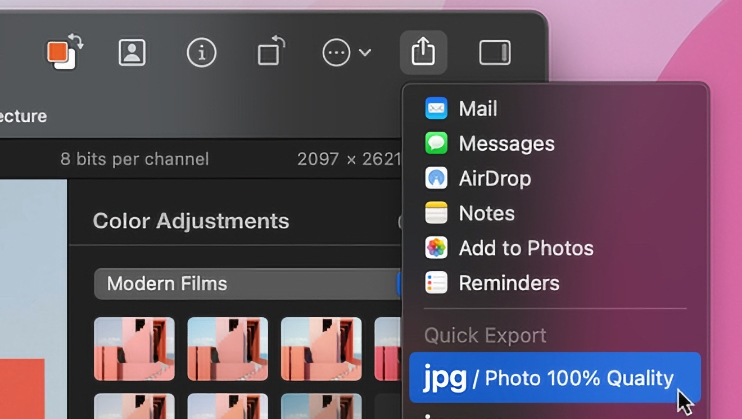 Mail
ecture
Messages
8 bits per channel
2097 × 2621
AirDrop
Notes
Color Adjustments
Add to Photos
Modern Films
Reminders
Quick Export
jpg / Photo 100% Quality